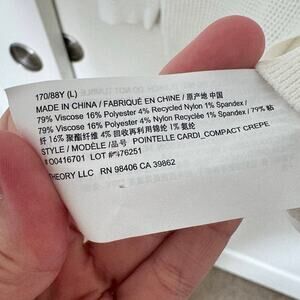 170/88Y (L)
MADE IN CHINA / FABRIQUÉ EN CHINE / 原产地 中国
79% Viscose 16% Polyester 4% Recycled Nylon 1% Spandex /
79% Viscose 16% Polyester 4% Nylon Recyclé 1% Spandex / 79% 粘
纤 16% 聚酯纤维 4% 回收再利用锦纶 1% 氨纶
STYLE / MODÈLE /品号 POINTELLE CARDI_COMPACT CREPE
LOT #476251
THEORY LLC RN 98406 CA 39862